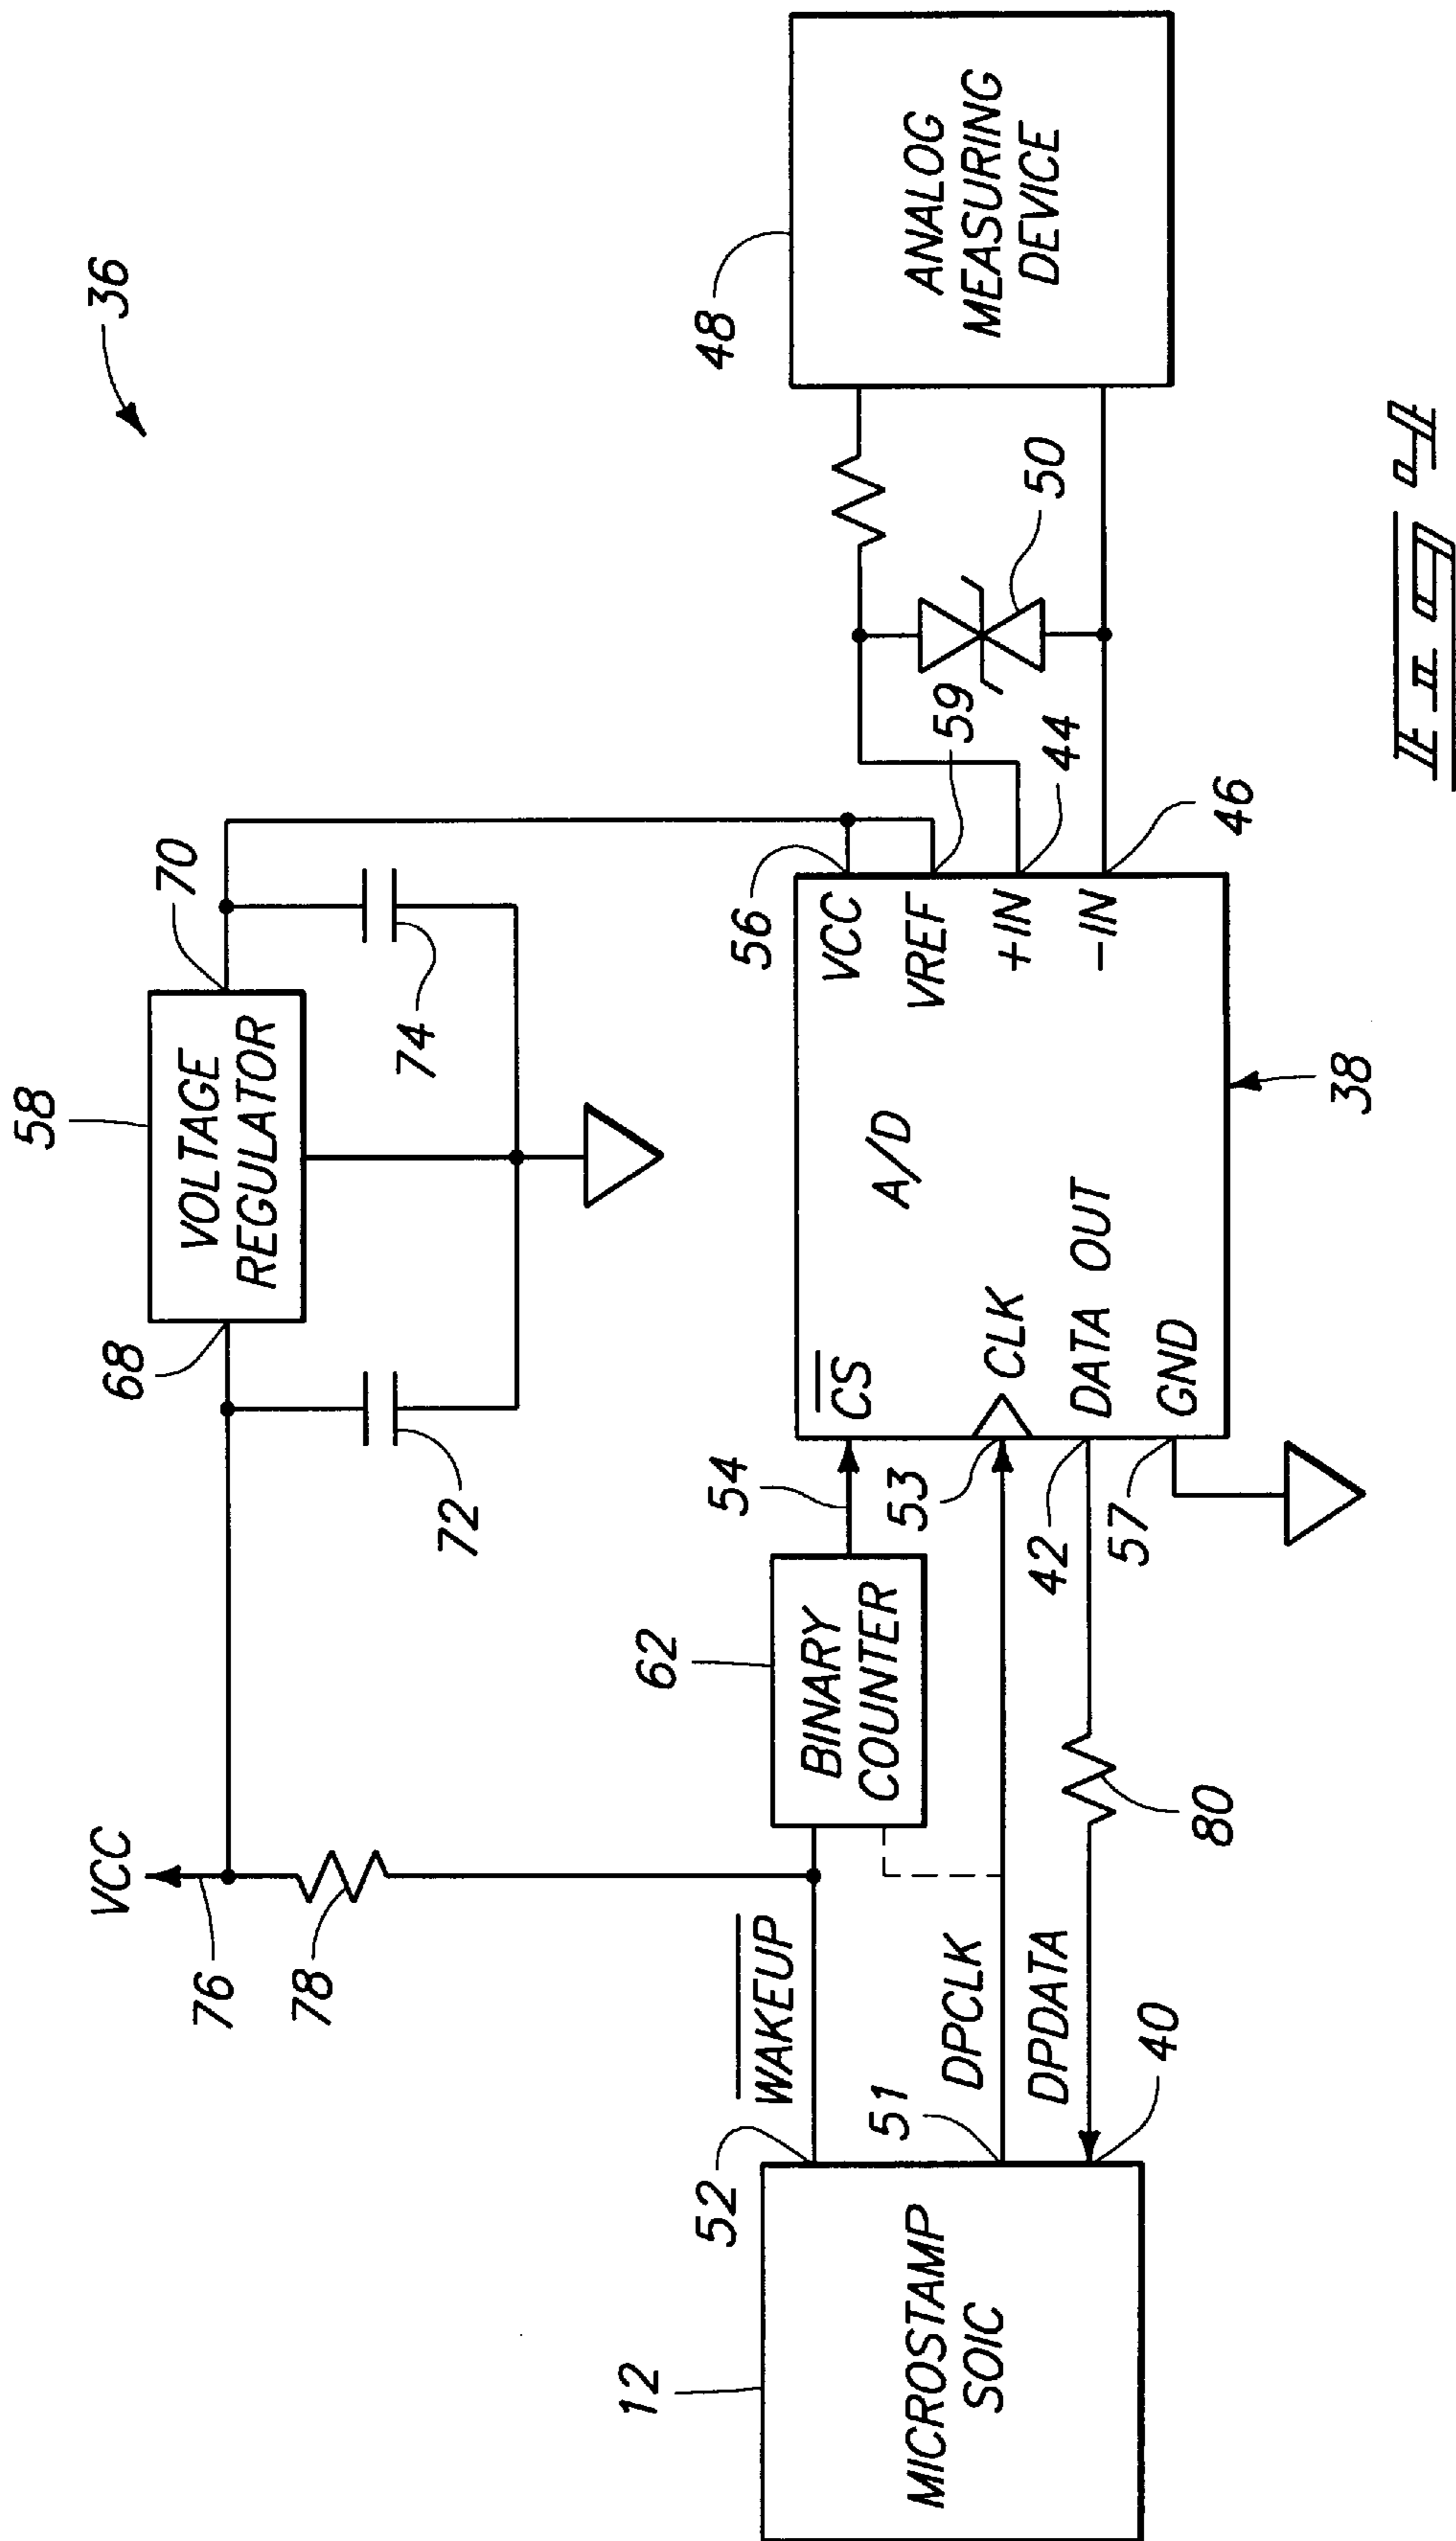 36
58
VOLTAGE
REGULATOR
68
70
72
74
VCC
76
78
12
MICROSTAMP
SOIC
52
WAKEUP
51
DPCLK
DPDATA
40
62
BINARY
COUNTER
54
53
42
57
80
CS
CLK
DATA OUT
GND
A/D
VCC
VREF
+IN
-IN
38
56
59
44
46
50
48
ANALOG
MEASURING
DEVICE
FIG 4